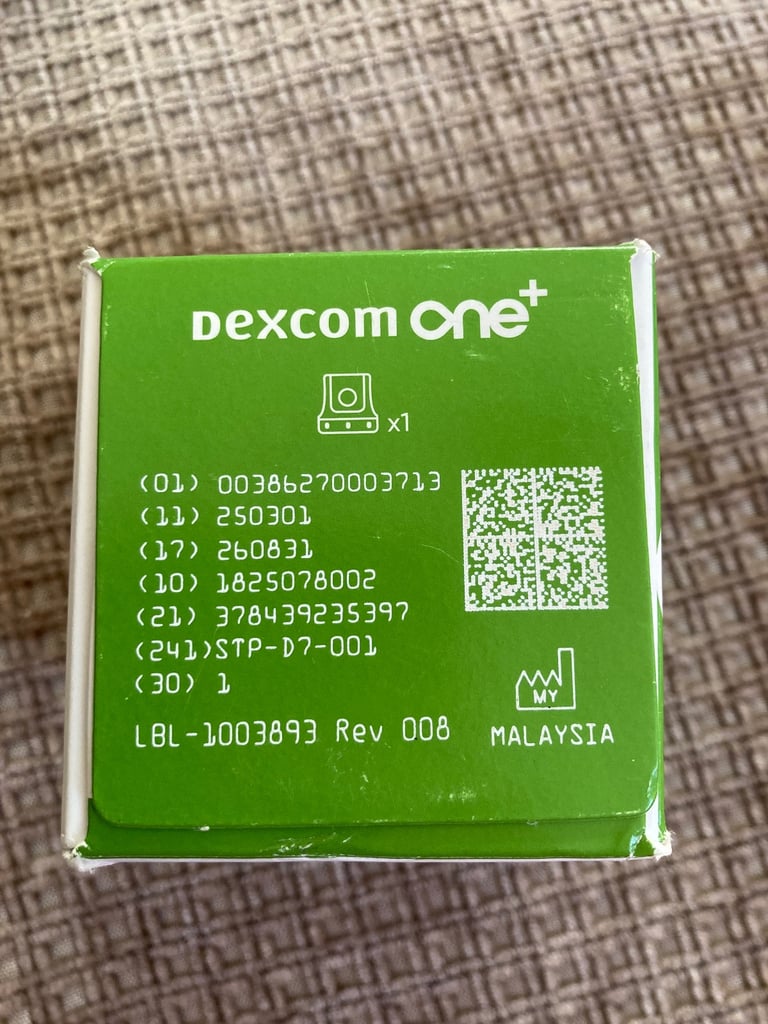 Dexcom one+
x1
(01) 00386270003713
(11) 250301
(17) 260831
(10) 1825078002
(21) 378439235397
(241)STP-D7-001
(30) 1
MY
LBL-1003893 Rev 008
MALAYSIA